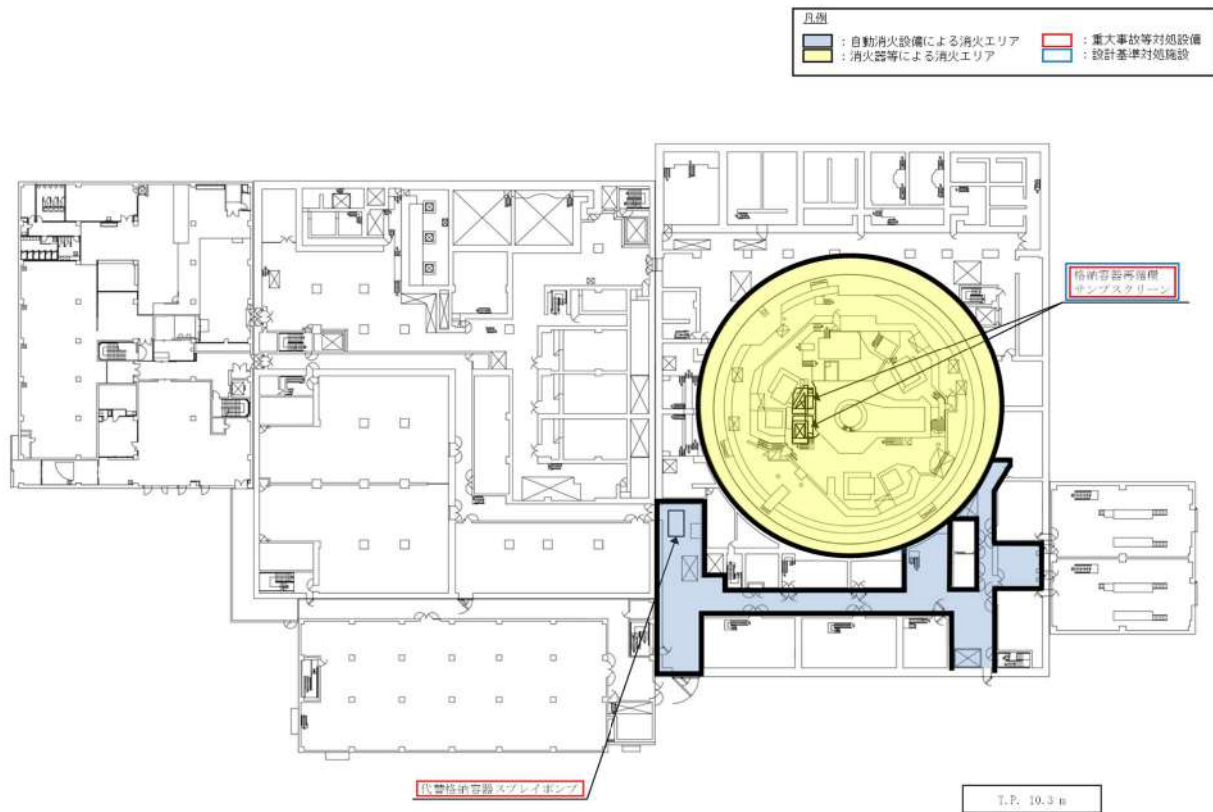 凡例
：自動消火設備による消火エリア
：消火器等による消火エリア
：重大事故等対処設備
：設計基準対処施設
格納容器再循環
サンプスクリーン
代替格納容器スプレイポンプ
T.P. 10.3 m